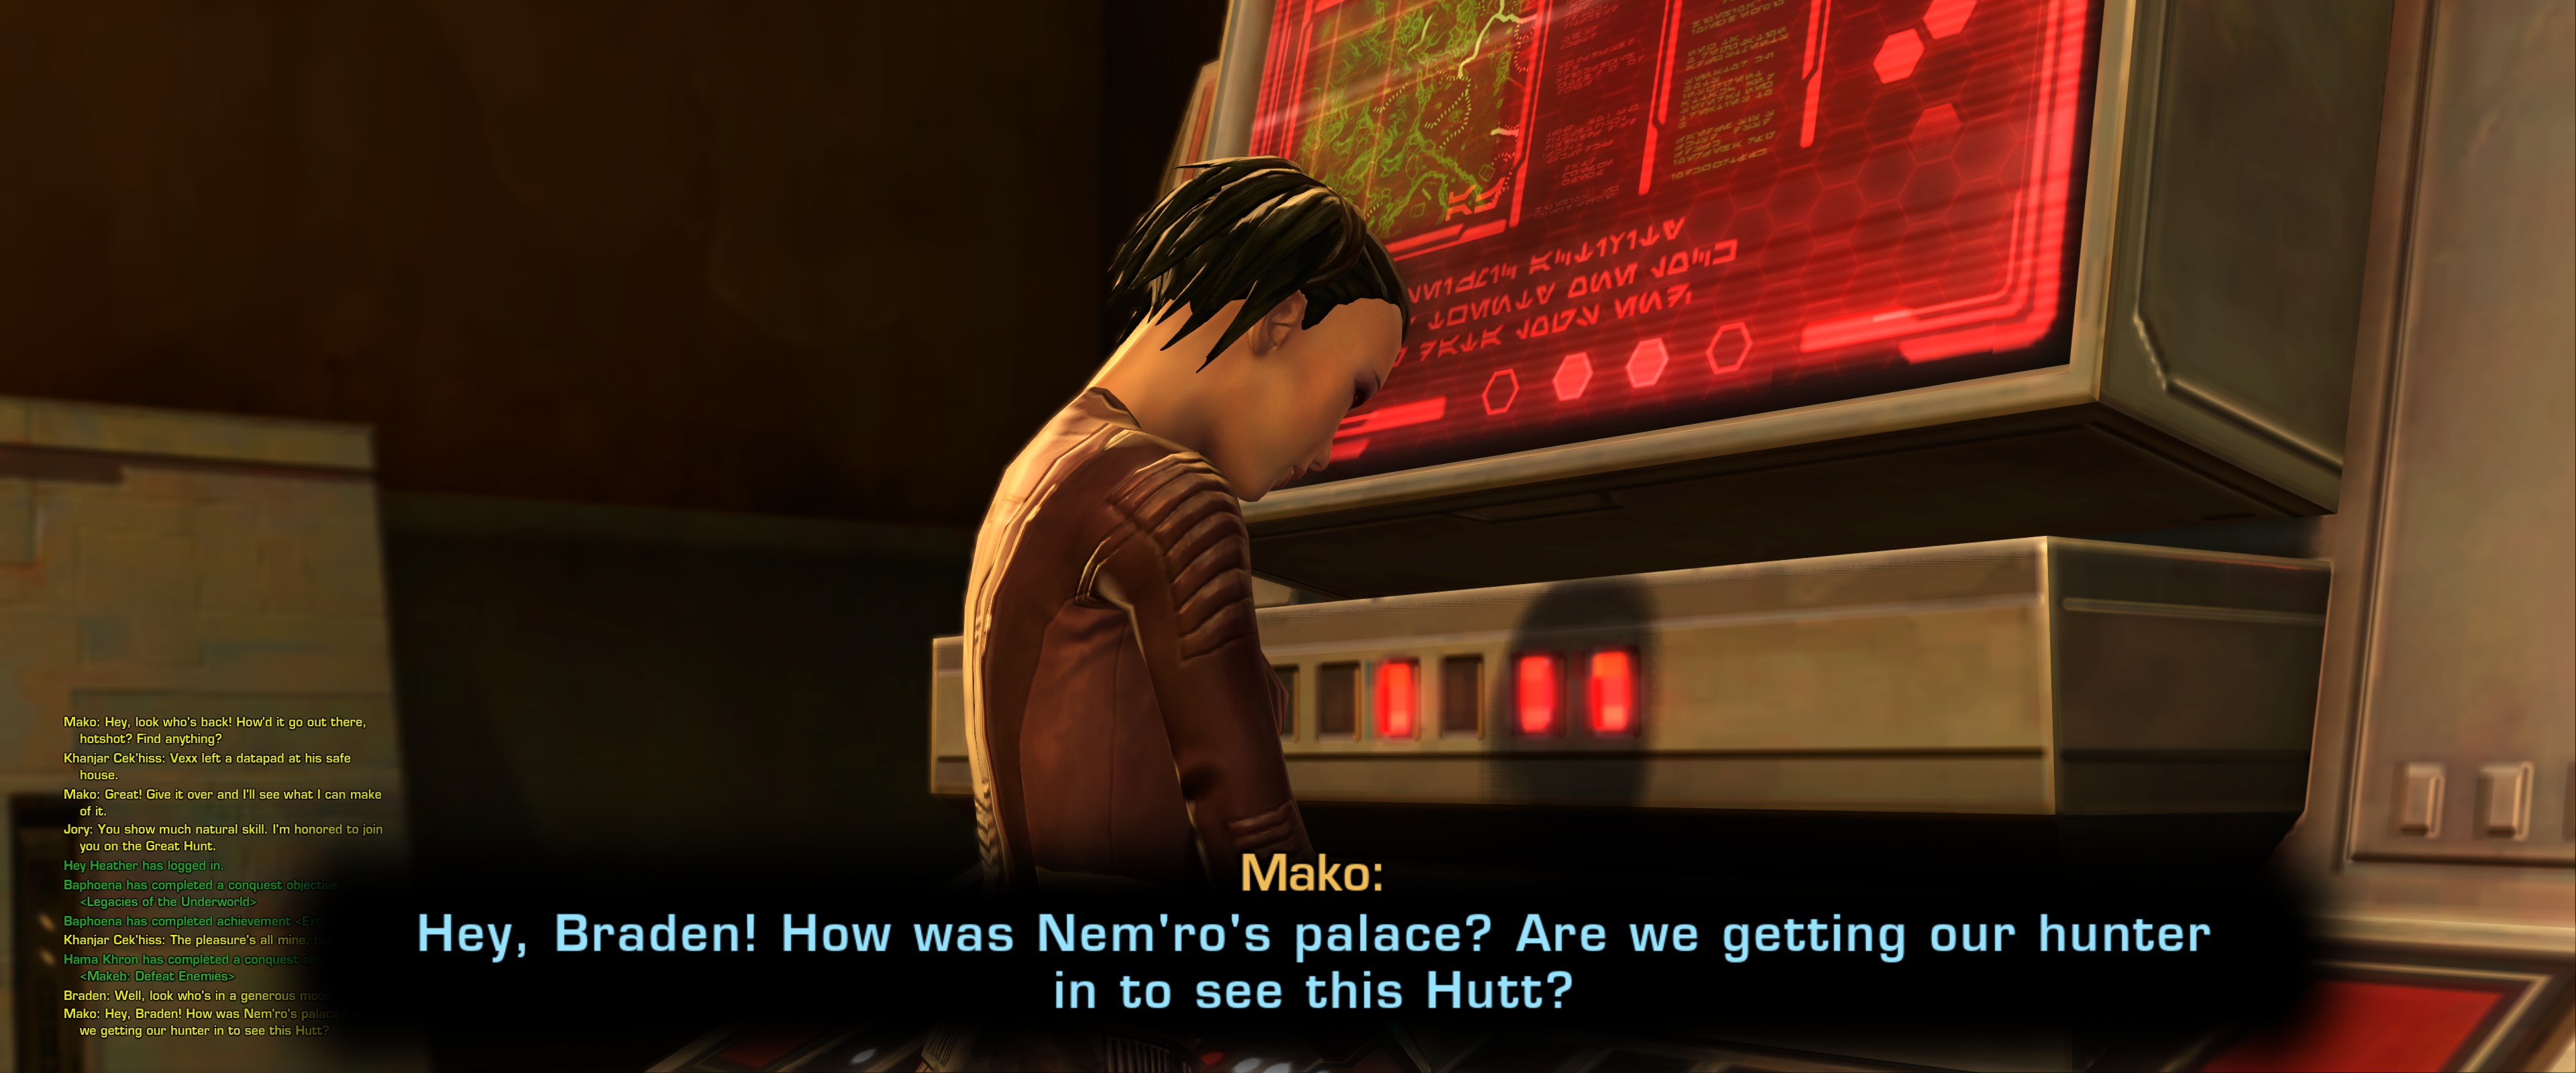 Mako: Hey, look who's back! How'd it go out there,
hotshot? Find anything?
Khanjar Cek'hiss: Vexx left a datapad at his safe
house.
Mako: Great! Give it over and I'll see what I can make
of it.
Jory: You show much natural skill. I'm honored to join
you on the Great Hunt.
Hey Heather has logged in.
Baphoena has completed a conquest objective
<Legacies of the Underworld>
Baphoena has completed achievement
Khanjar Cek'hiss: The pleasure's all mine,
Hama Khron has completed a conquest
<Makeb: Defeat Enemies>
Braden: Well, look who's in a generous mood
Mako: Hey, Braden! How was Nem'ro's palace?
we getting our hunter in to see this Hutt?
Mako:
Hey, Braden! How was Nem'ro's palace? Are we getting our hunter
in to see this Hutt?